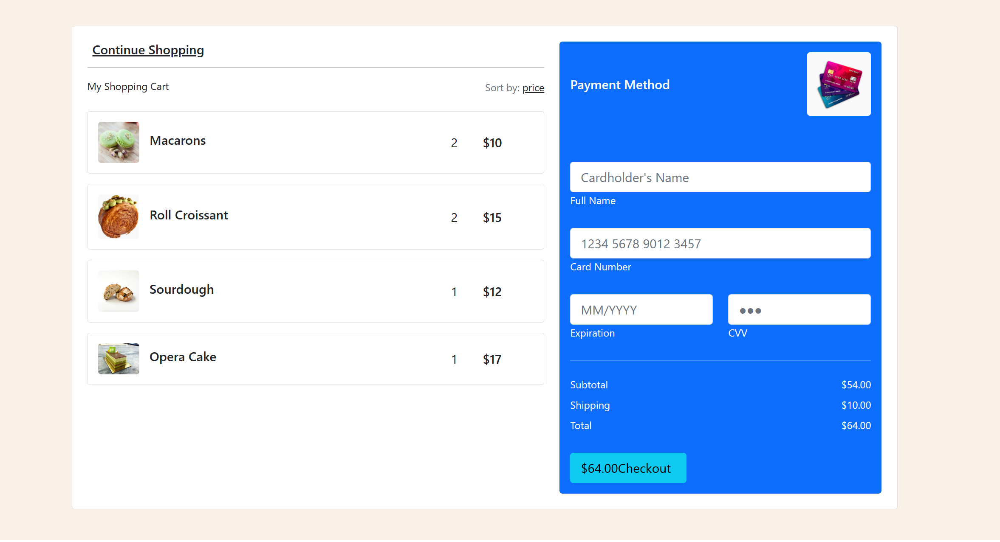 Continue Shopping
My Shopping Cart
Sort by: price
Macarons 2 $10
Roll Croissant 2 $15
Sourdough 1 $12
Opera Cake 1 $17
Payment Method
Cardholder's Name
Full Name
1234 5678 9012 3457
Card Number
MM/YYYY ●●●
Expiration CVV
Subtotal $54.00
Shipping $10.00
Total $64.00
$64.00Checkout